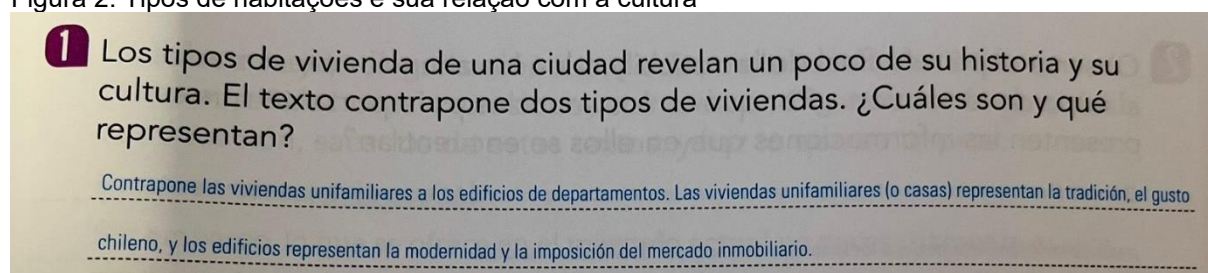 Figura 2. Tipos de habitações e sua relação com a cultura
1 Los tipos de vivienda de una ciudad revelan un poco de su historia y su
cultura. El texto contrapone dos tipos de viviendas. ¿Cuáles son y qué
representan?
Contrapone las viviendas unifamiliares a los edificios de departamentos. Las viviendas unifamiliares (o casas) representan la tradición, el gusto
chileno, y los edificios representan la modernidad y la imposición del mercado inmobiliario.